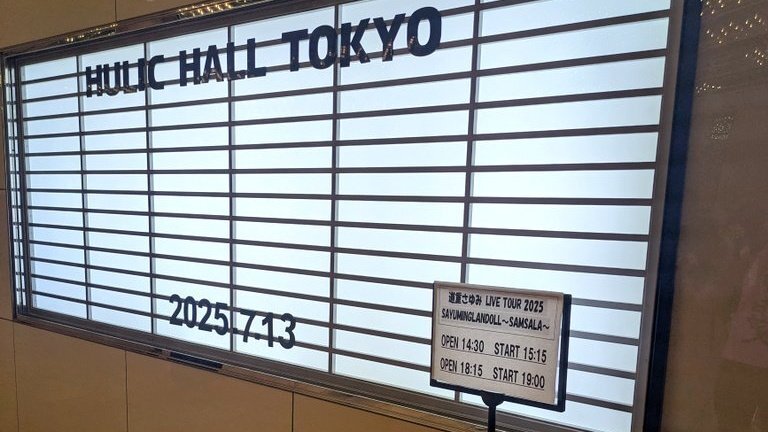 HULIC HALL TOKYO
2025.7.13
道重さゆみ LIVE TOUR 2025
SAYUMINGLANDOLL～SAMSALA～
OPEN 14:30 START 15:15
OPEN 18:15 START 19:00